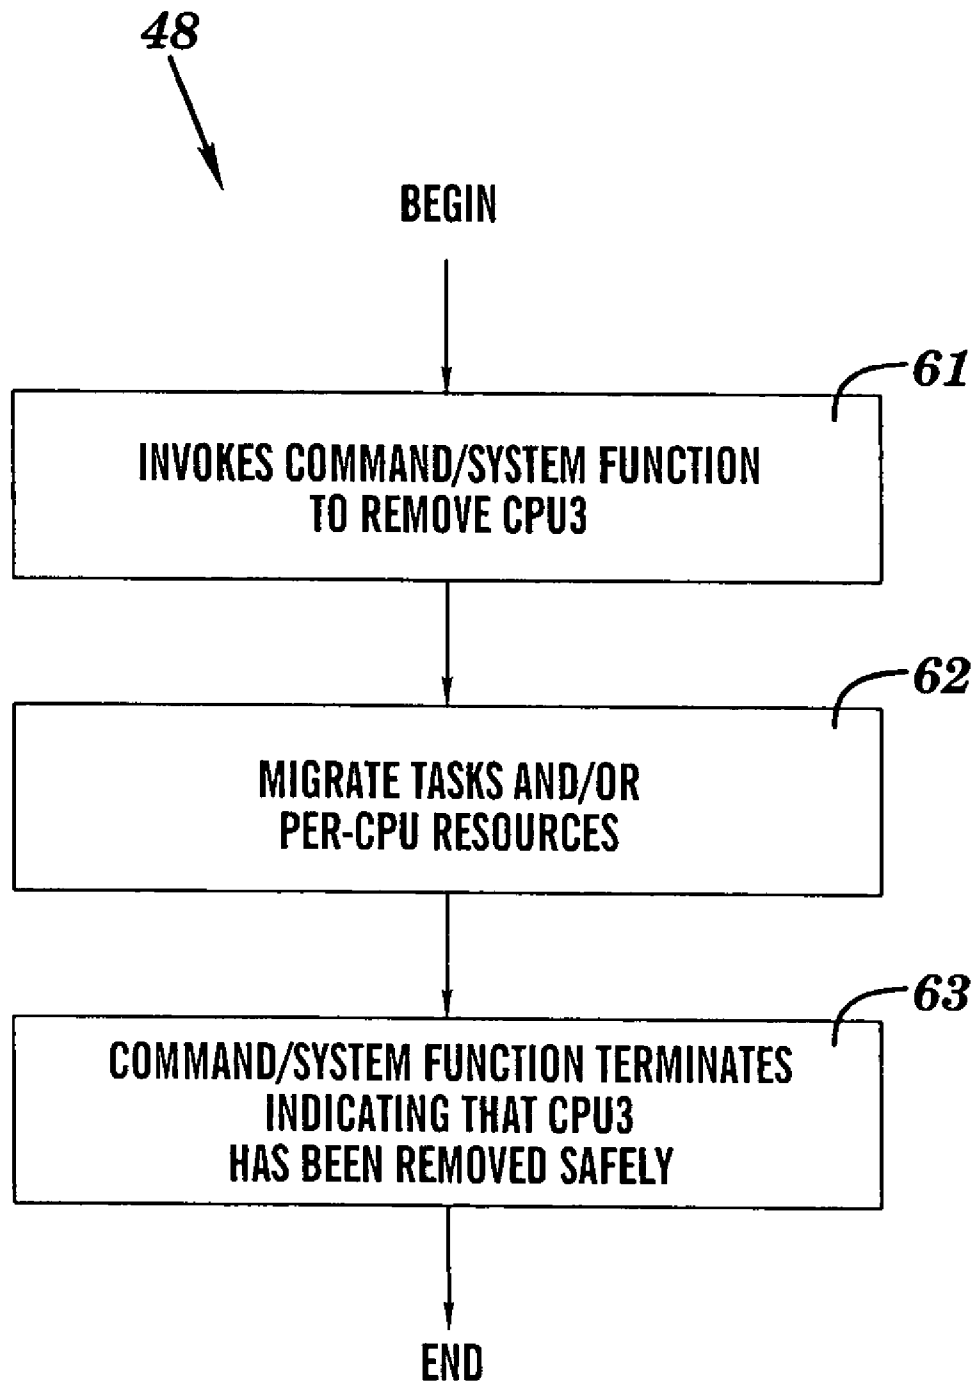 48
BEGIN
61
INVOKES COMMAND/SYSTEM FUNCTION
TO REMOVE CPU3
62
MIGRATE TASKS AND/OR
PER-CPU RESOURCES
63
COMMAND/SYSTEM FUNCTION TERMINATES
INDICATING THAT CPU3
HAS BEEN REMOVED SAFELY
END